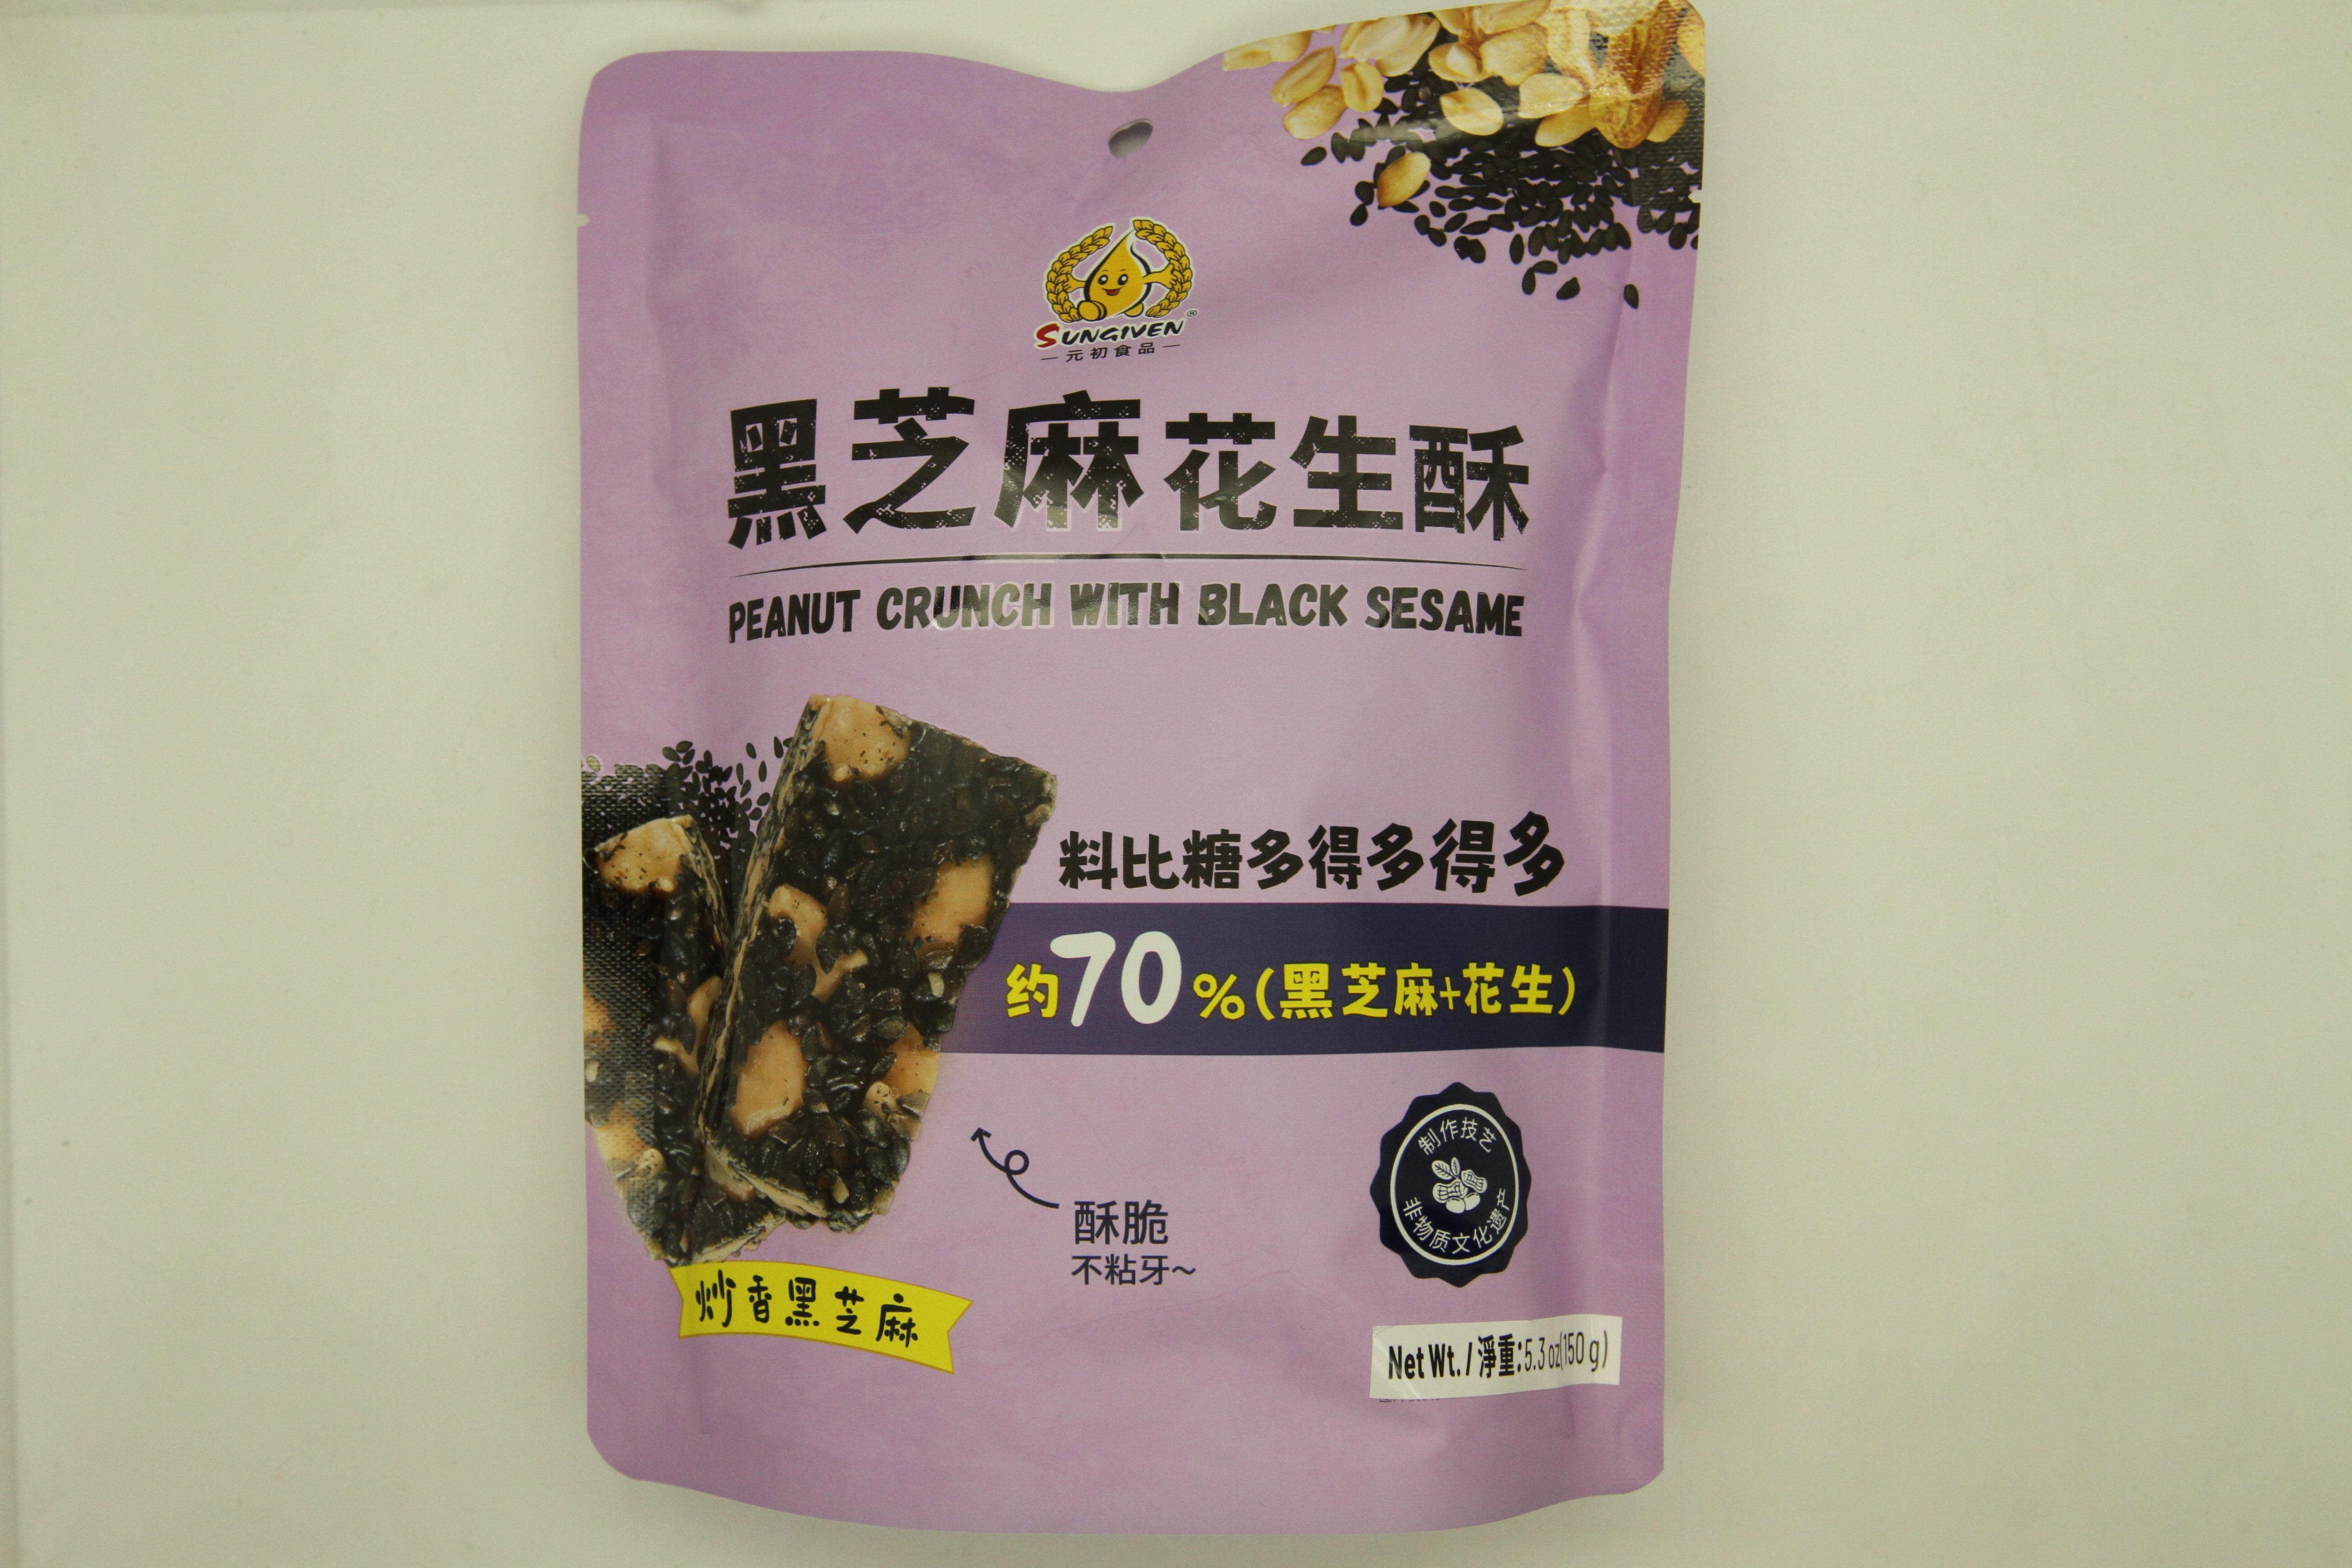 SUNGIVEN®
元初食品
黑芝麻花生酥
PEANUT CRUNCH WITH BLACK SESAME
料比糖多得多得多
约70%(黑芝麻+花生)
制作技艺
非物质文化遗产
酥脆
不粘牙~
炒香黑芝麻
Net Wt. / 淨重:5.3 oz(150 g)